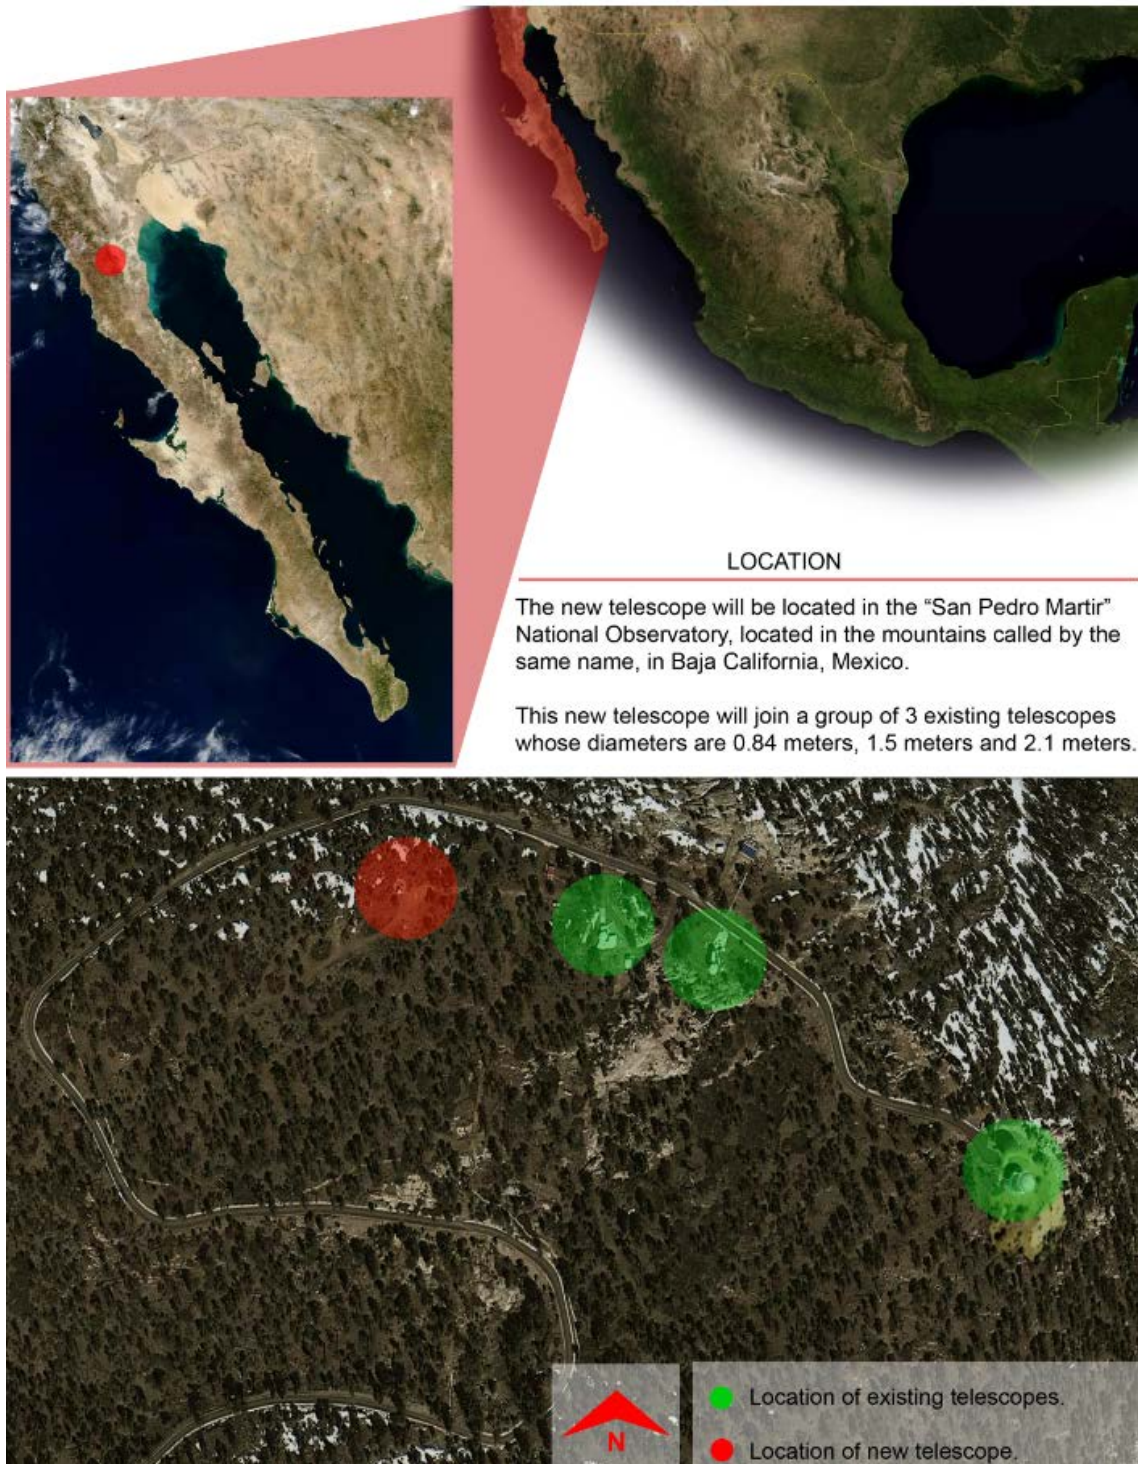 LOCATION
The new telescope will be located in the “San Pedro Martir”
National Observatory, located in the mountains called by the
same name, in Baja California, Mexico.
This new telescope will join a group of 3 existing telescopes
whose diameters are 0.84 meters, 1.5 meters and 2.1 meters.
N
Location of existing telescopes.
Location of new telescope.